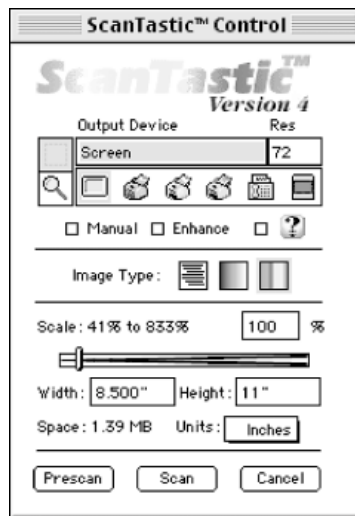 ScanTastic™ Control
ScanTastic™
Version 4
Output Device Res
Screen 72
Manual Enhance ?
Image Type:
Scale: 41% to 833% 100 %
Width: 8.500" Height: 11"
Space: 1.39 MB Units: Inches
Prescan Scan Cancel